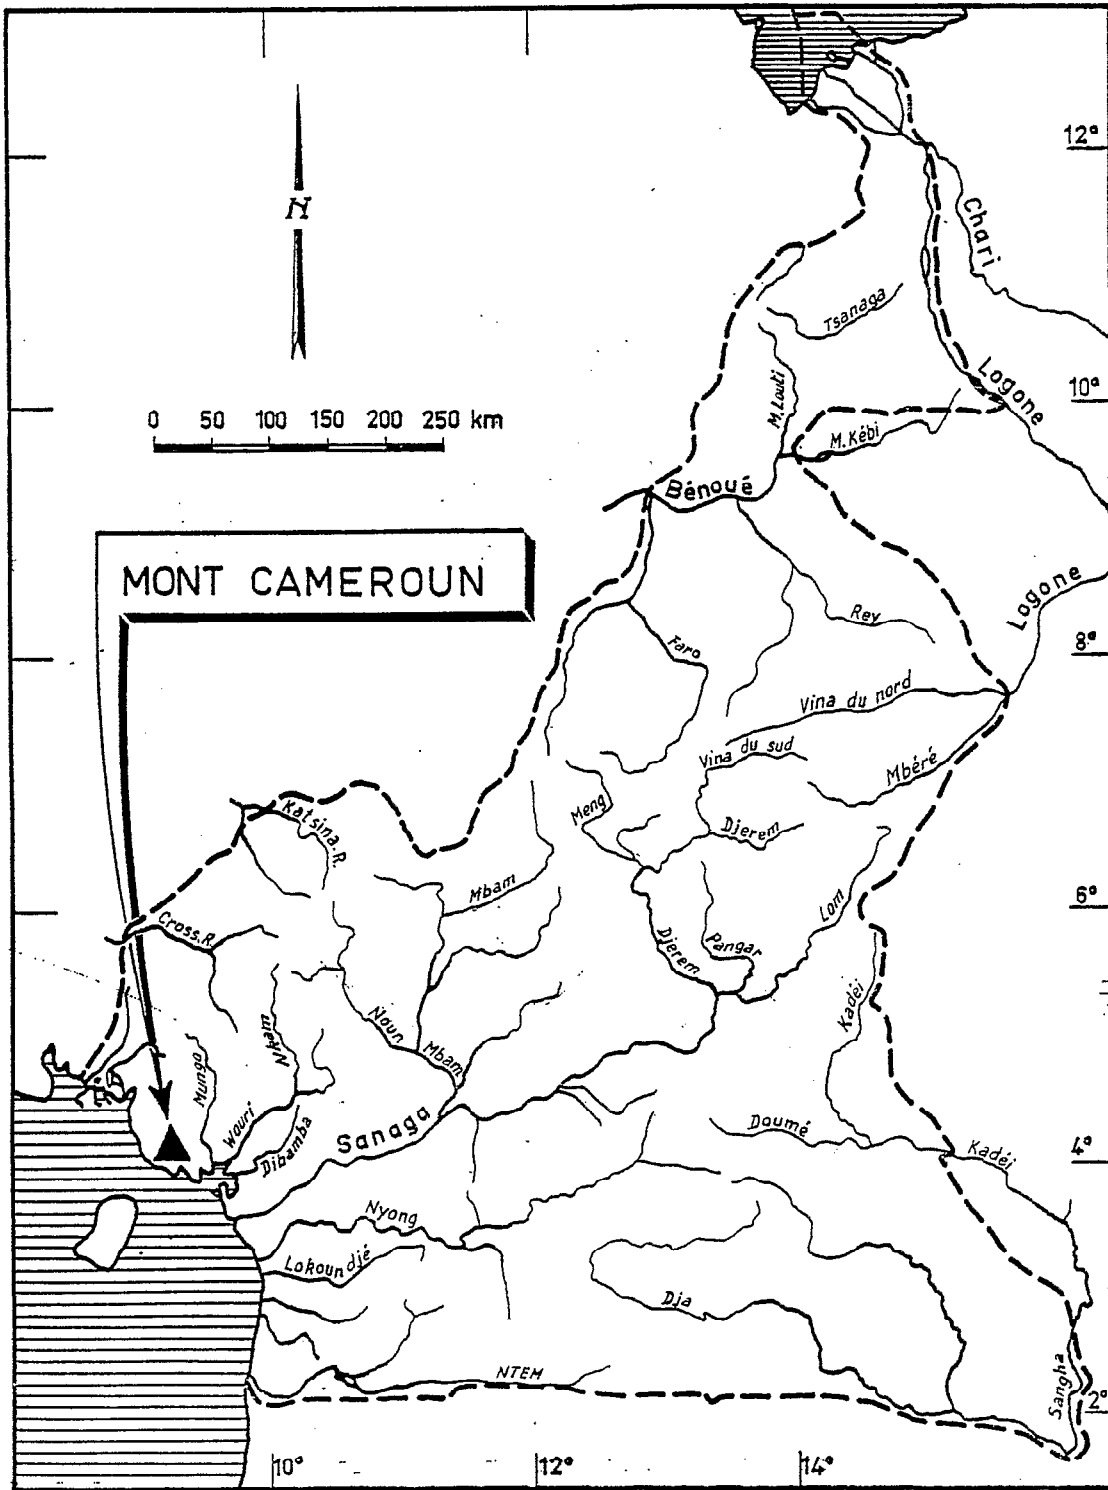 12°
N
Chari
Tsanaga
Logone
10°
0 50 100 150 200 250 km
M.Louti
M.Kébi
Bénoué
MONT CAMEROUN
Logone
Rey
8°
Faro
Vina du nord
Vina du sud
Mbéré
Meng
Katsina.R.
Djerem
Mbam
Lom
6°
Cross.R.
Djerem
Pangar
Kadéi
Noun
Nkam
Mbam
Mungo
Wouri
Sanaga
Dibamba
Doumé
Kadéi
4°
Nyong
Lokoundjé
Dja
NTEM
Sangha
2°
10°
12°
14°